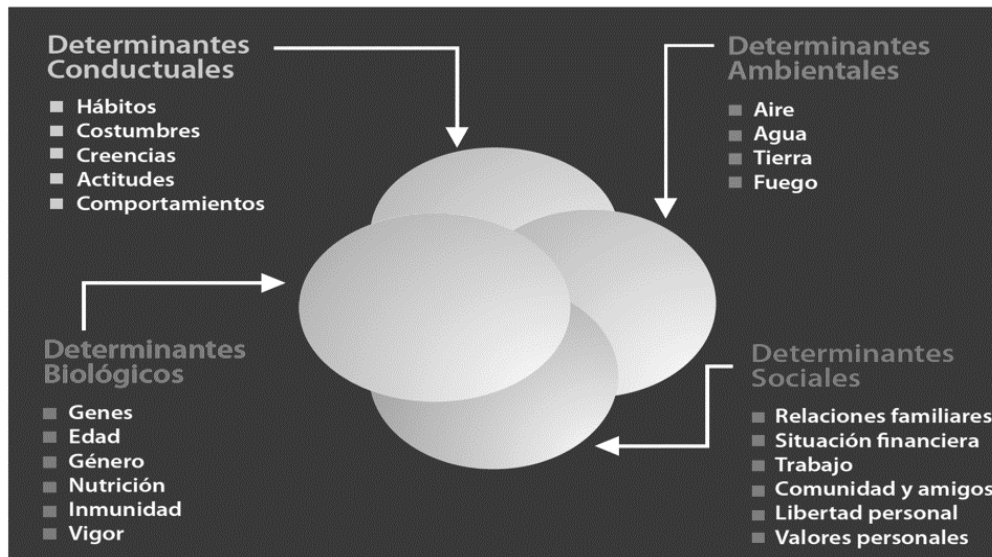 Determinantes
Conductuales
Hábitos
Costumbres
Creencias
Actitudes
Comportamientos
Determinantes
Ambientales
Aire
Agua
Tierra
Fuego
Determinantes
Biológicos
Genes
Edad
Género
Nutrición
Inmunidad
Vigor
Determinantes
Sociales
Relaciones familiares
Situación financiera
Trabajo
Comunidad y amigos
Libertad personal
Valores personales